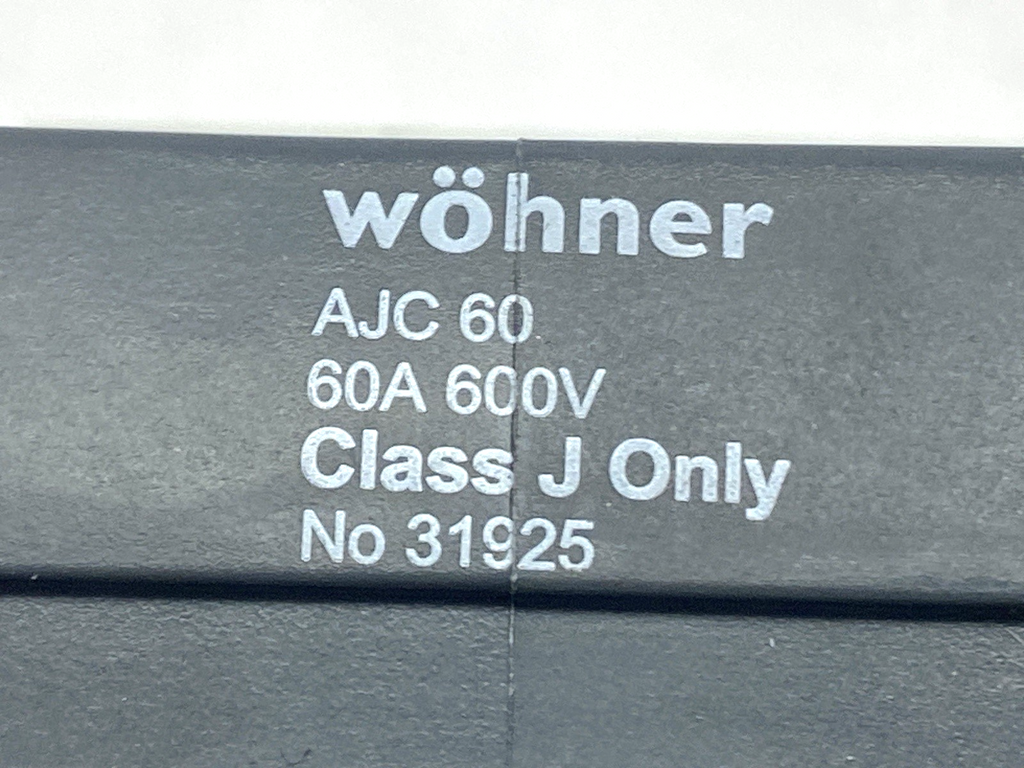 wöhner
AJC 60
60A 600V
Class J Only
No 31925